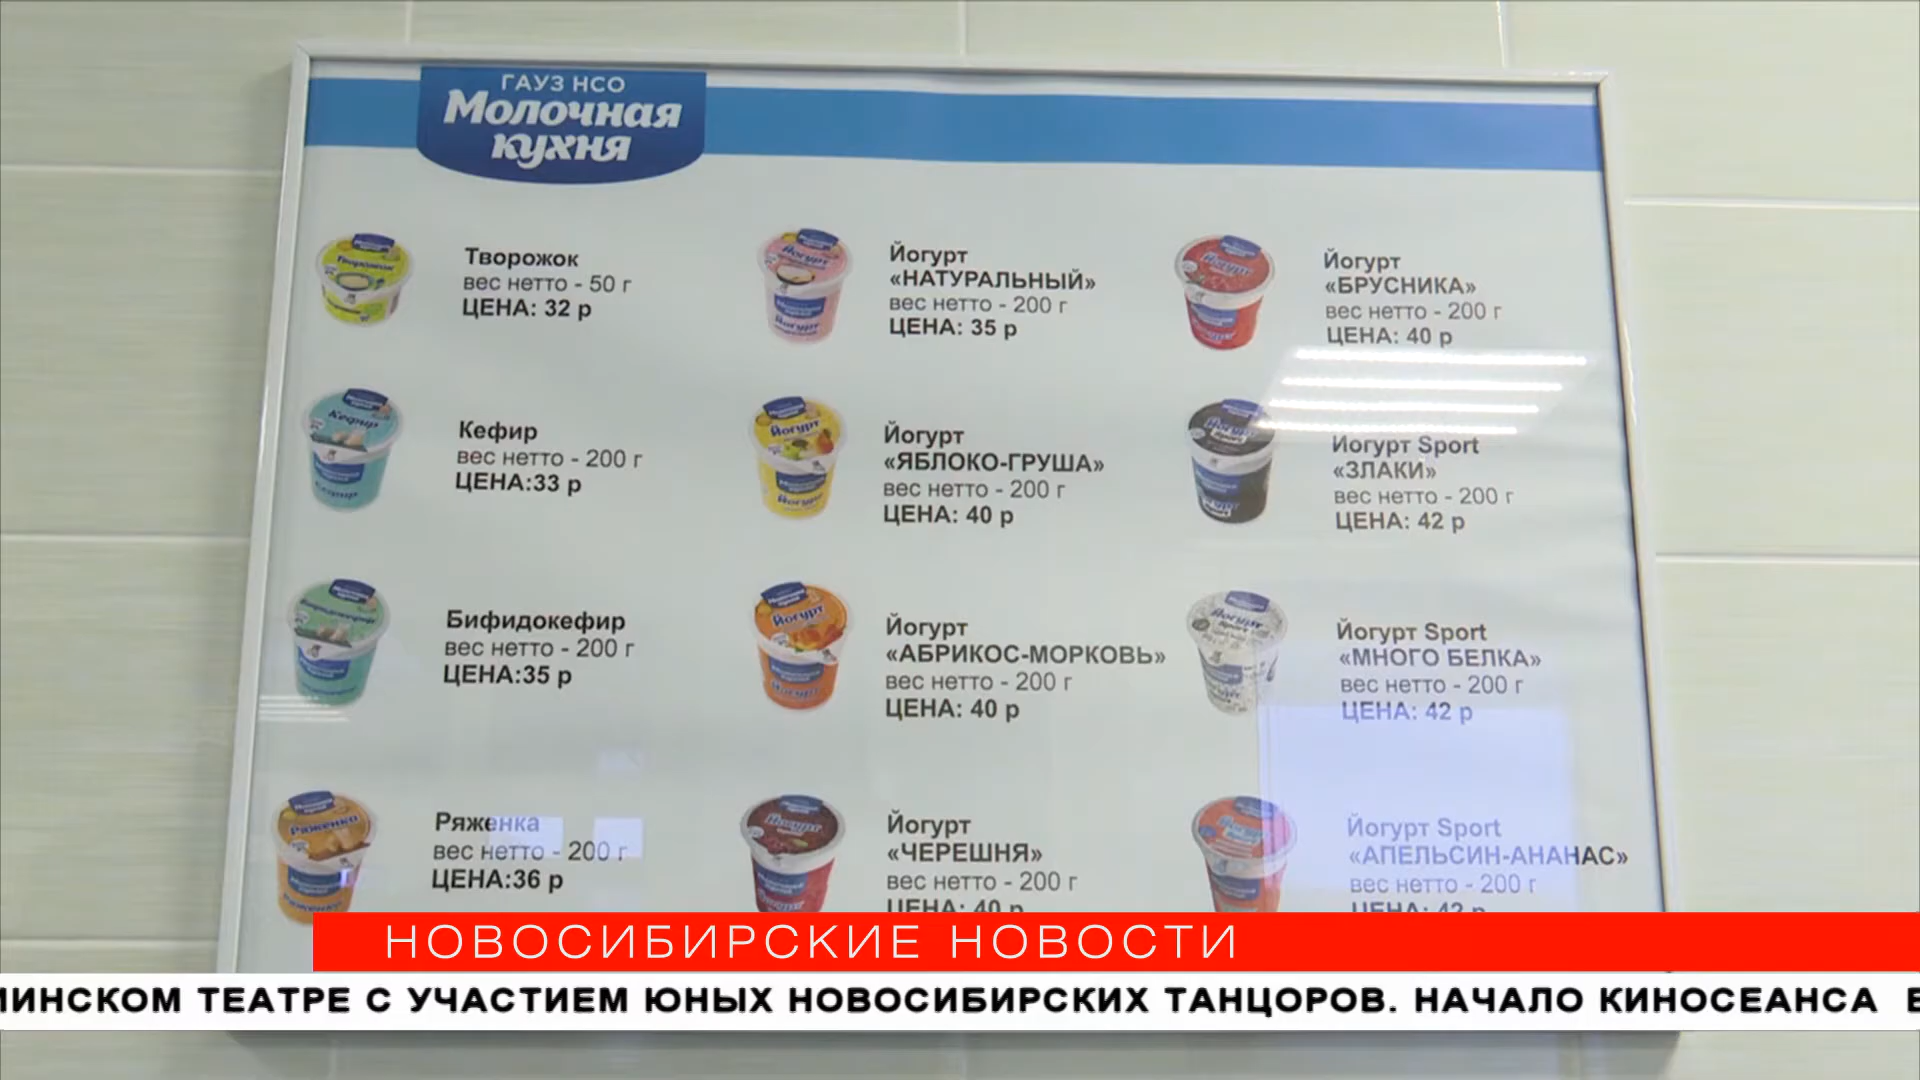 ГАУЗ НСО
Молочная
кухня
Творожок
вес нетто - 50 г
ЦЕНА: 32 р
Йогурт
«НАТУРАЛЬНЫЙ»
вес нетто - 200 г
ЦЕНА: 35 р
Йогурт
«БРУСНИКА»
вес нетто - 200 г
ЦЕНА: 40 р
Кефир
вес нетто - 200 г
ЦЕНА:33 р
Йогурт
«ЯБЛОКО-ГРУША»
вес нетто - 200 г
ЦЕНА: 40 р
Йогурт Sport
«ЗЛАКИ»
вес нетто - 200 г
ЦЕНА: 42 р
Бифидокефир
вес нетто - 200 г
ЦЕНА:35 р
Йогурт
«АБРИКОС-МОРКОВЬ»
вес нетто - 200 г
ЦЕНА: 40 р
Йогурт Sport
«МНОГО БЕЛКА»
вес нетто - 200 г
ЦЕНА: 42 р
Ряженка
вес нетто - 200 г
ЦЕНА:36 р
Йогурт
«ЧЕРЕШНЯ»
вес нетто - 200 г
ЦЕНА: 40 р
Йогурт Sport
«АПЕЛЬСИН-АНАНАС»
вес нетто - 200 г
ЦЕНА: 42 р
НОВОСИБИРСКИЕ НОВОСТИ
ИНСКОМ ТЕАТРЕ С УЧАСТИЕМ ЮНЫХ НОВОСИБИРСКИХ ТАНЦОРОВ. НАЧАЛО КИНОСЕАНСА